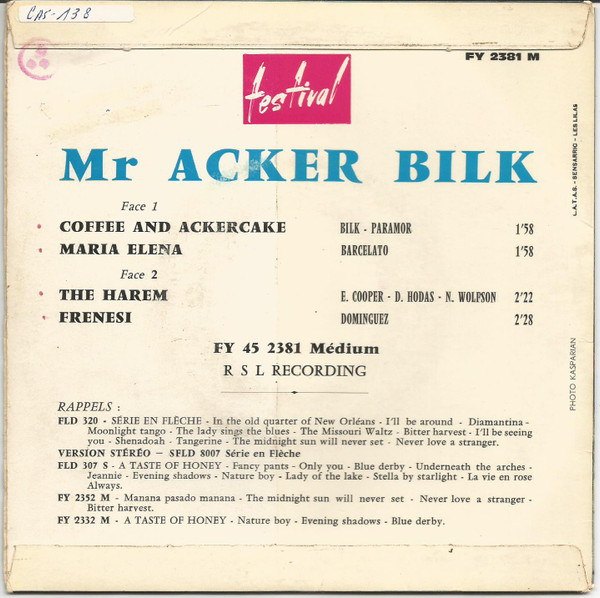 CAS-138
FY 2381 M
festival
Mr ACKER BILK
Face 1
COFFEE AND ACKERCAKE BILK - PARAMOR 1'58
MARIA ELENA BARCELATO 1'58
Face 2
THE HAREM E. COOPER - D. HODAS - N. WOLFSON 2'22
FRENESI DOMINGUEZ 2'28
FY 45 2381 Médium
R S L RECORDING
RAPPELS :
FLD 320 - SÉRIE EN FLÈCHE - In the old quarter of New Orléans - I'll be around - Diamantina -
Moonlight tango - The lady sings the blues - The Missouri Waltz - Bitter harvest - I'll be seeing
you - Shenadoah - Tangerine - The midnight sun will never set - Never love a stranger.
VERSION STÉRÉO - SFLD 8007 Série en Flèche
FLD 307 S - A TASTE OF HONEY - Fancy pants - Only you - Blue derby - Underneath the arches -
Jeannie - Evening shadows - Nature boy - Lady of the lake - Stella by starlight - La vie en rose
Always.
FY 2352 M - Manana pasado manana - The midnight sun will never set - Never love a stranger -
Bitter harvest.
FY 2332 M - A TASTE OF HONEY - Nature boy - Evening shadows - Blue derby.
L.A.T.A.B. - BENSARRIO - LES LILAS
PHOTO KASPARIAN